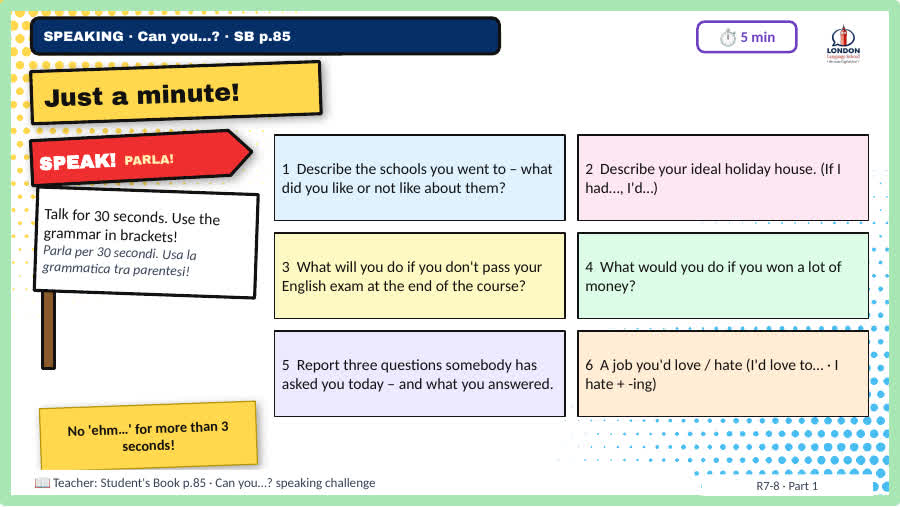 SPEAKING · Can you...? · SB p.85
⏱️ 5 min
LONDON
Language School
Just a minute!
SPEAK! PARLA!
Talk for 30 seconds. Use the
grammar in brackets!
Parla per 30 secondi. Usa la
grammatica tra parentesi!
1 Describe the schools you went to – what
did you like or not like about them?
2 Describe your ideal holiday house. (If I
had..., I'd...)
3 What will you do if you don't pass your
English exam at the end of the course?
4 What would you do if you won a lot of
money?
5 Report three questions somebody has
asked you today – and what you answered.
6 A job you'd love / hate (I'd love to... · I
hate + -ing)
No 'ehm...' for more than 3
seconds!
📖 Teacher: Student's Book p.85 · Can you...? speaking challenge
R7-8 · Part 1